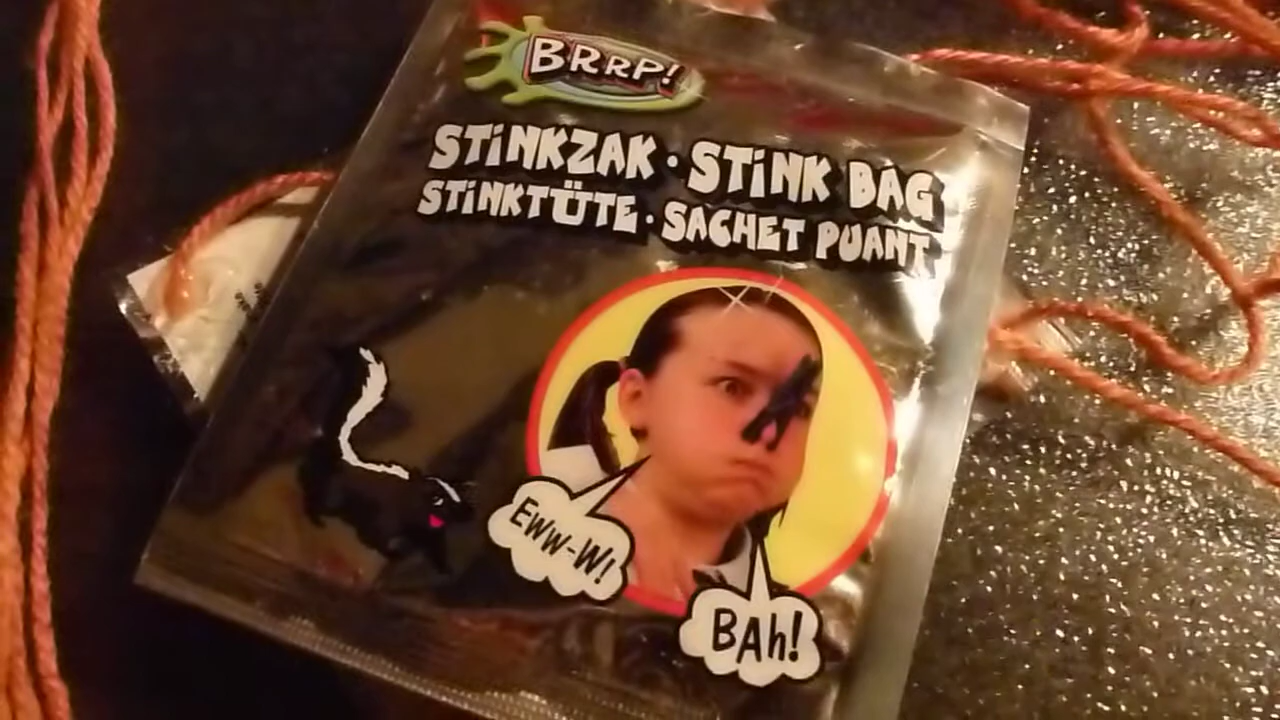 BRRP!
STINKZAK · STINK BAG
STINKTÜTE · SACHET PUANT
EWW-W!
BAh!